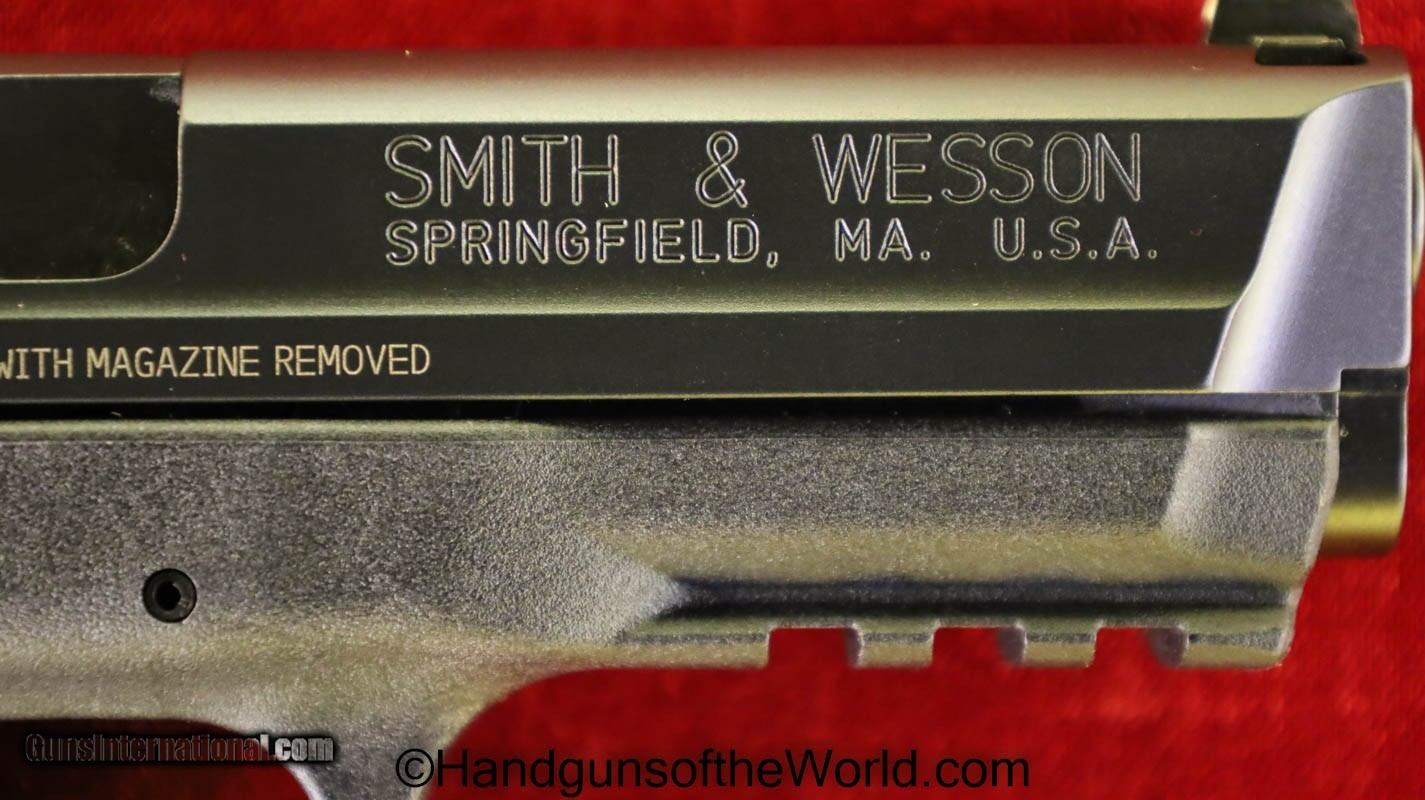 SMITH & WESSON
SPRINGFIELD, MA. U.S.A.
WITH MAGAZINE REMOVED
GunsInternational.com
©HandgunsoftheWorld.com